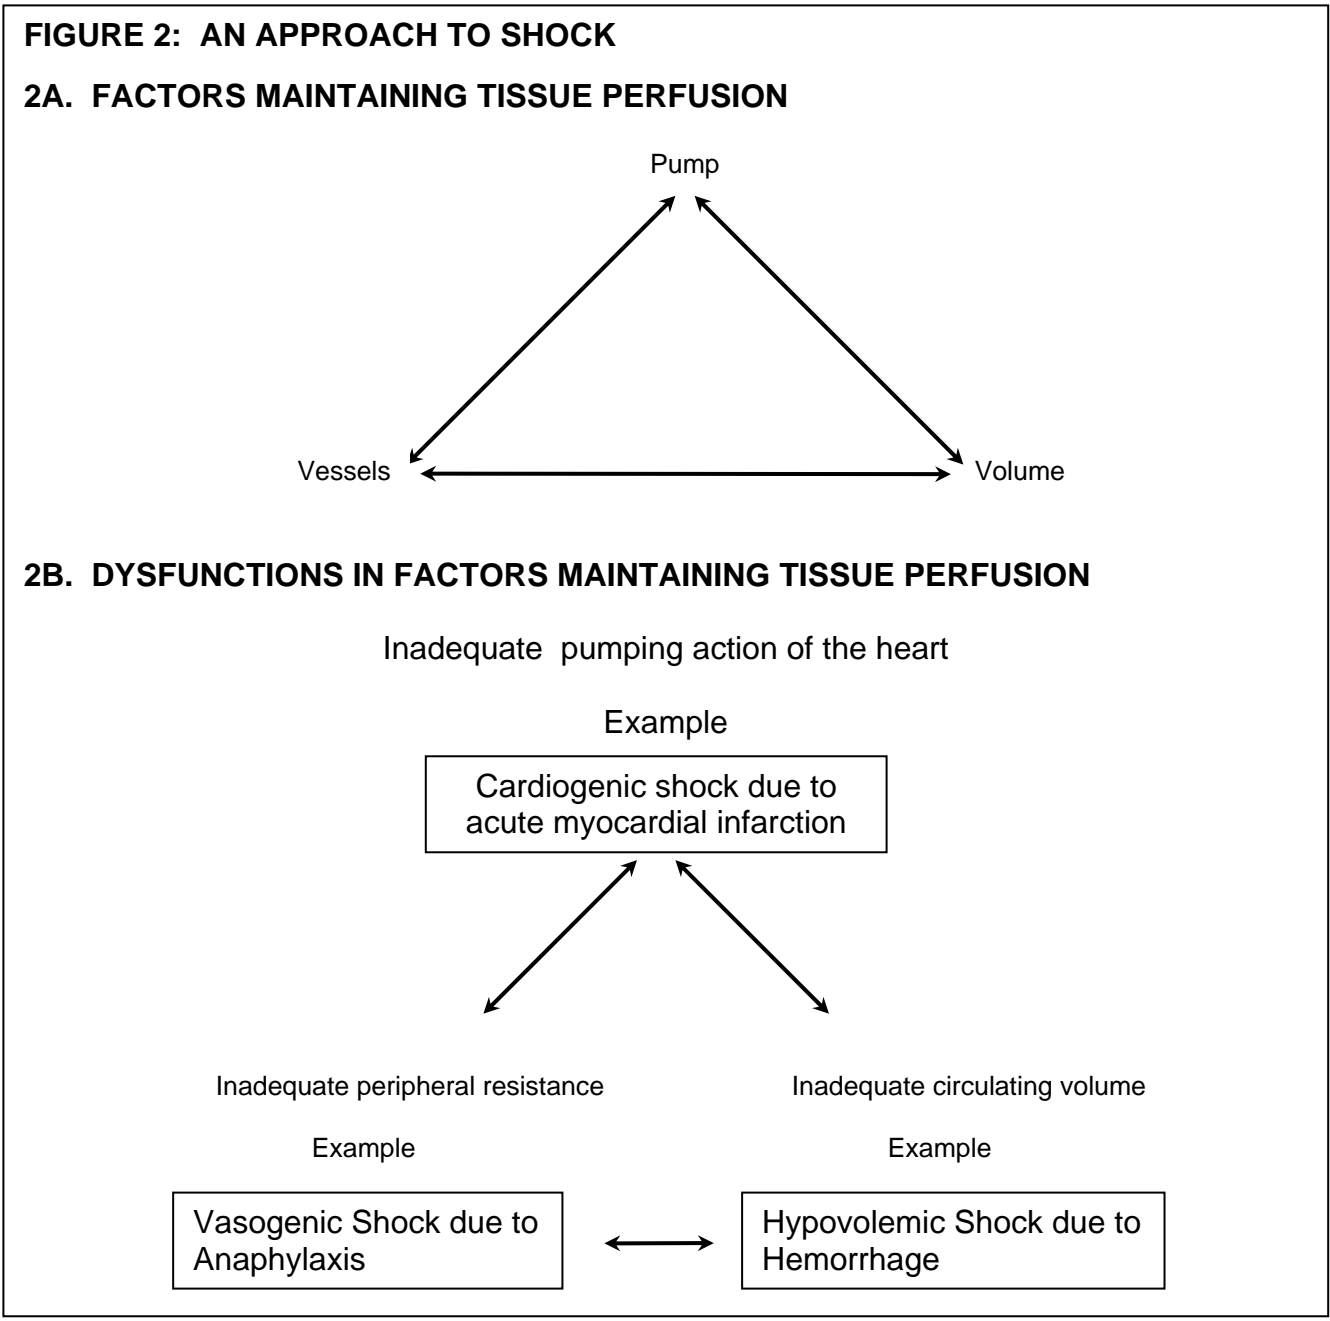 FIGURE 2: AN APPROACH TO SHOCK
2A. FACTORS MAINTAINING TISSUE PERFUSION
Pump
Vessels
Volume
2B. DYSFUNCTIONS IN FACTORS MAINTAINING TISSUE PERFUSION
Inadequate pumping action of the heart
Example
Cardiogenic shock due to
acute myocardial infarction
Inadequate peripheral resistance
Inadequate circulating volume
Example
Example
Vasogenic Shock due to
Anaphylaxis
Hypovolemic Shock due to
Hemorrhage